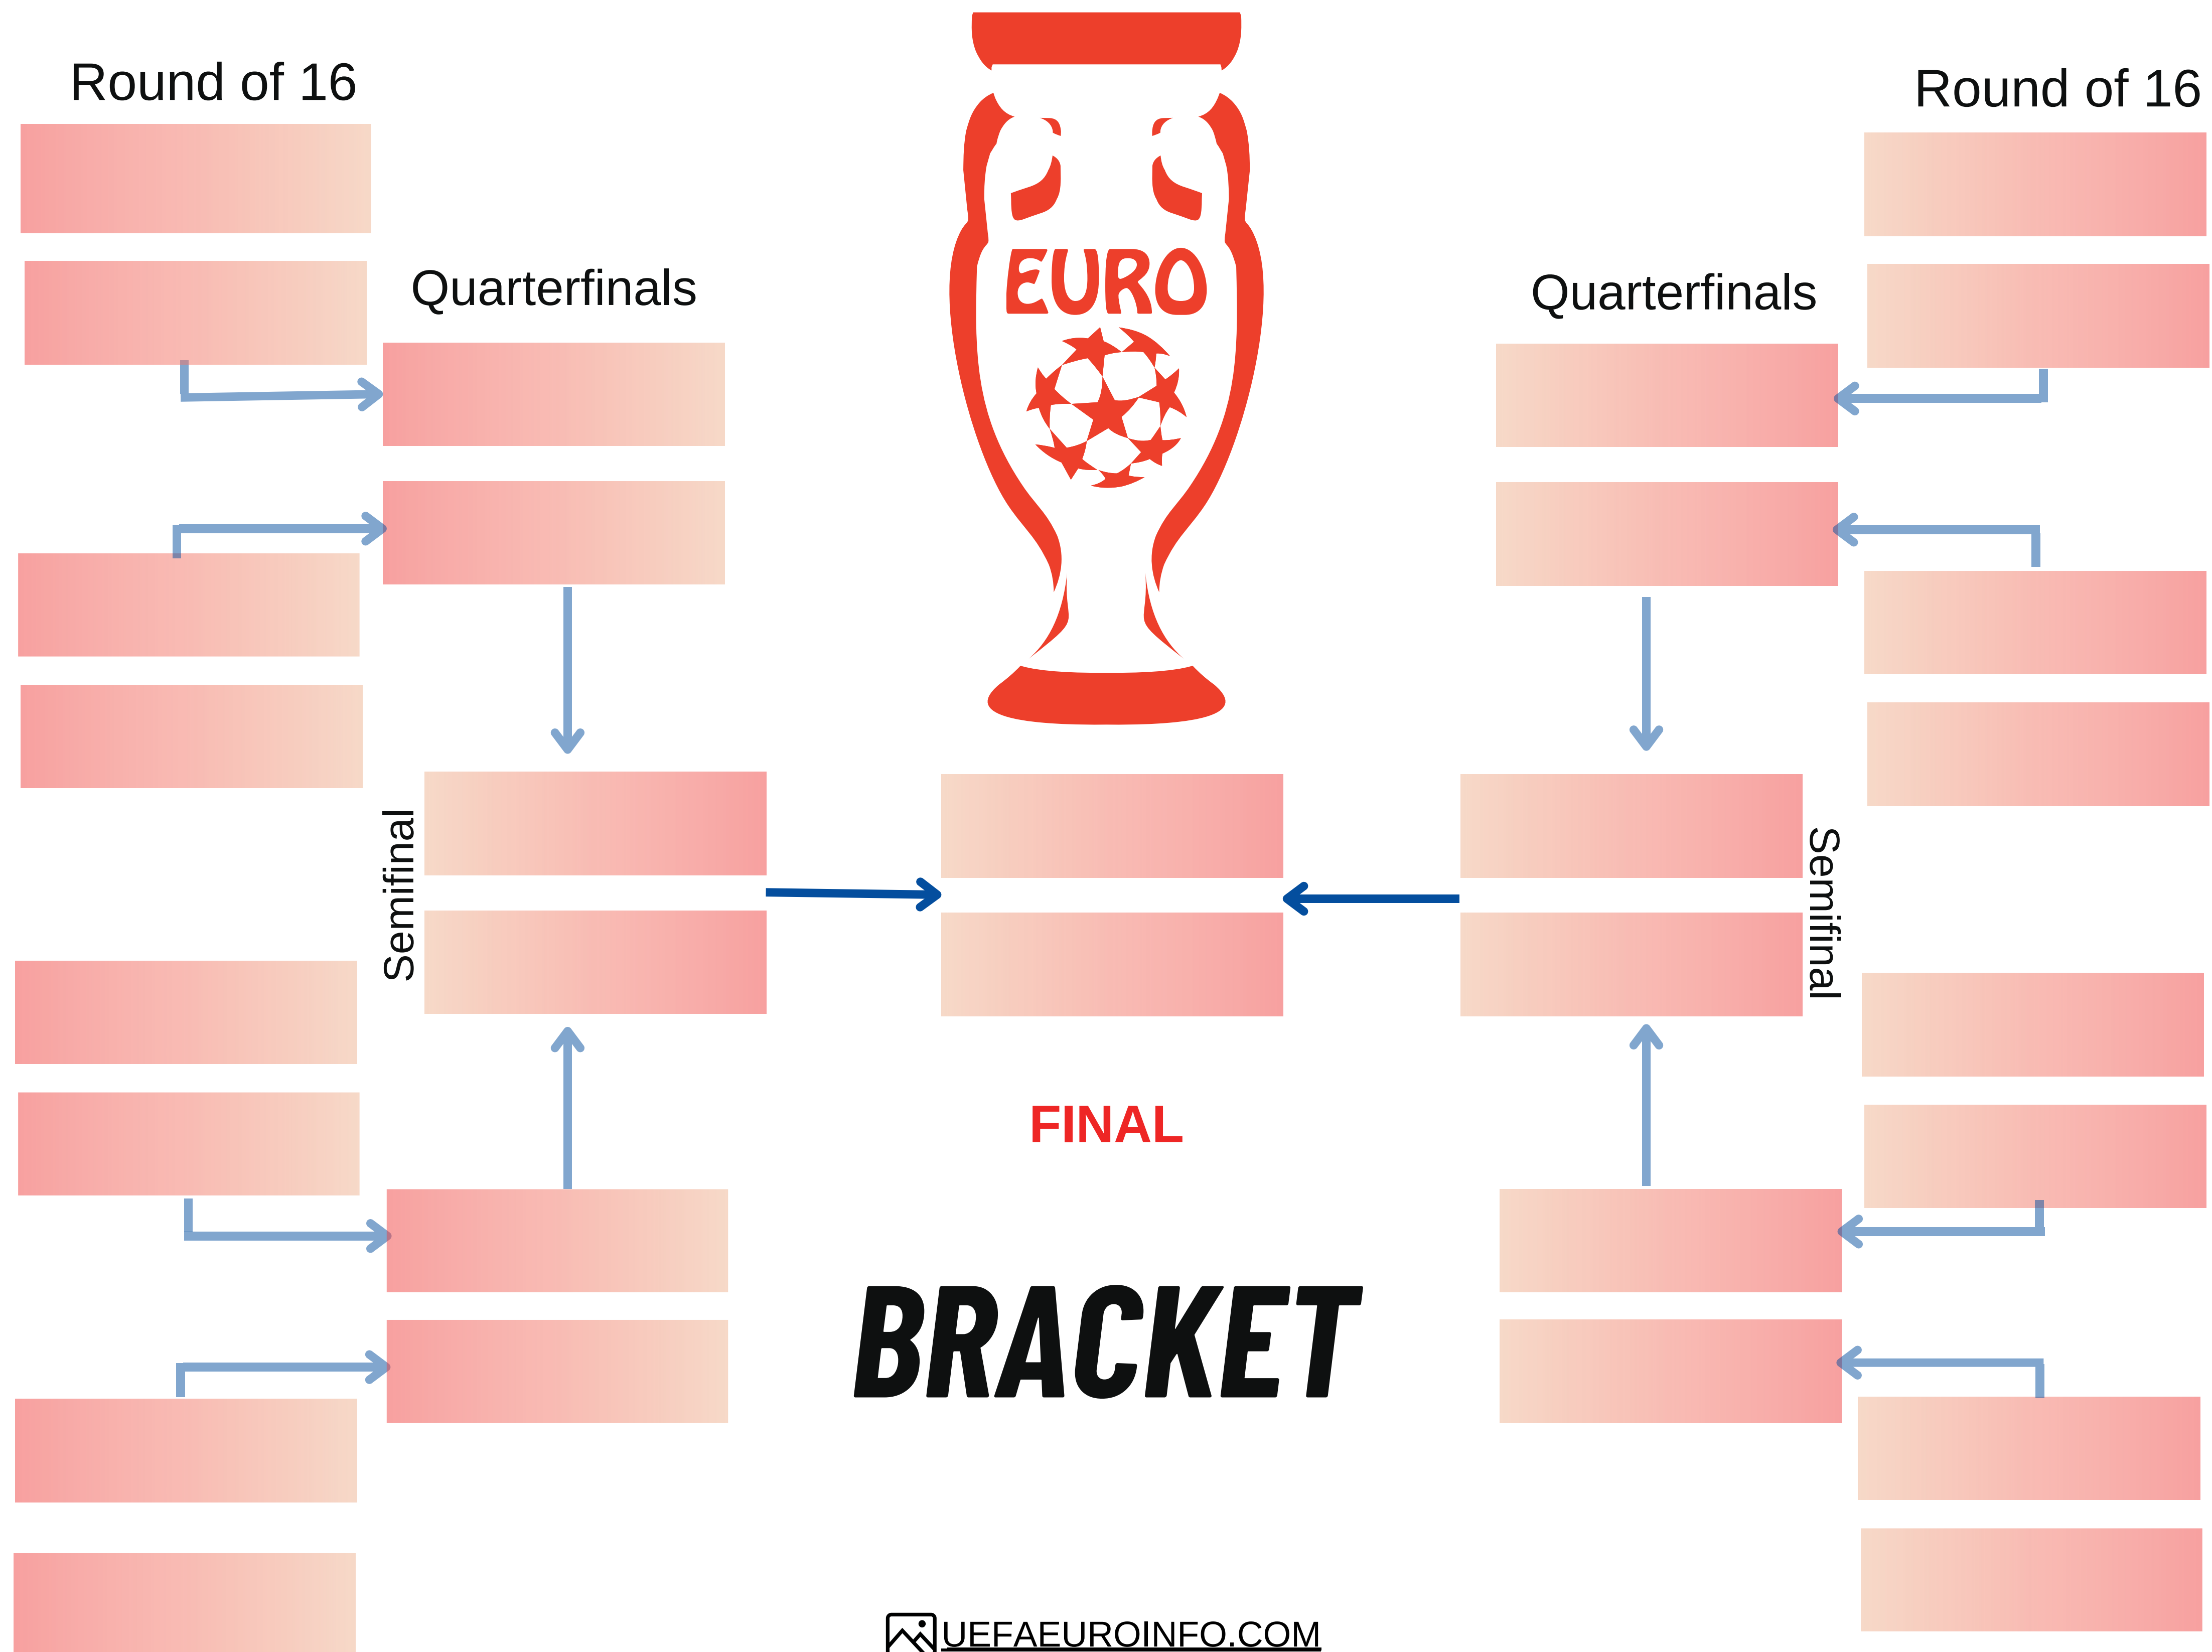 Round of 16
Round of 16
EURO
Quarterfinals
Quarterfinals
Semifinal
Semifinal
FINAL
BRACKET
UEFAEUROINFO.COM